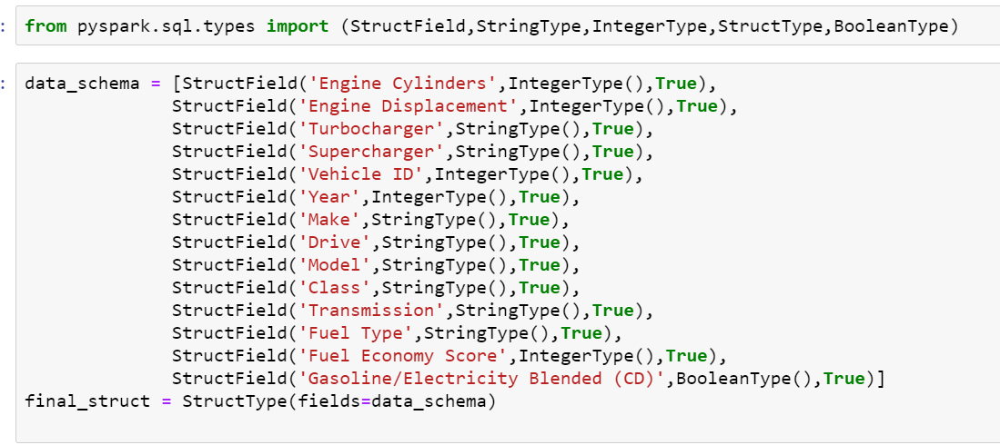 : from pyspark.sql.types import (StructField,StringType,IntegerType,StructType,BooleanType)
: data_schema = [StructField('Engine Cylinders',IntegerType(),True),
StructField('Engine Displacement',IntegerType(),True),
StructField('Turbocharger',StringType(),True),
StructField('Supercharger',StringType(),True),
StructField('Vehicle ID',IntegerType(),True),
StructField('Year',IntegerType(),True),
StructField('Make',StringType(),True),
StructField('Drive',StringType(),True),
StructField('Model',StringType(),True),
StructField('Class',StringType(),True),
StructField('Transmission',StringType(),True),
StructField('Fuel Type',StringType(),True),
StructField('Fuel Economy Score',IntegerType(),True),
StructField('Gasoline/Electricity Blended (CD)',BooleanType(),True)]
final_struct = StructType(fields=data_schema)